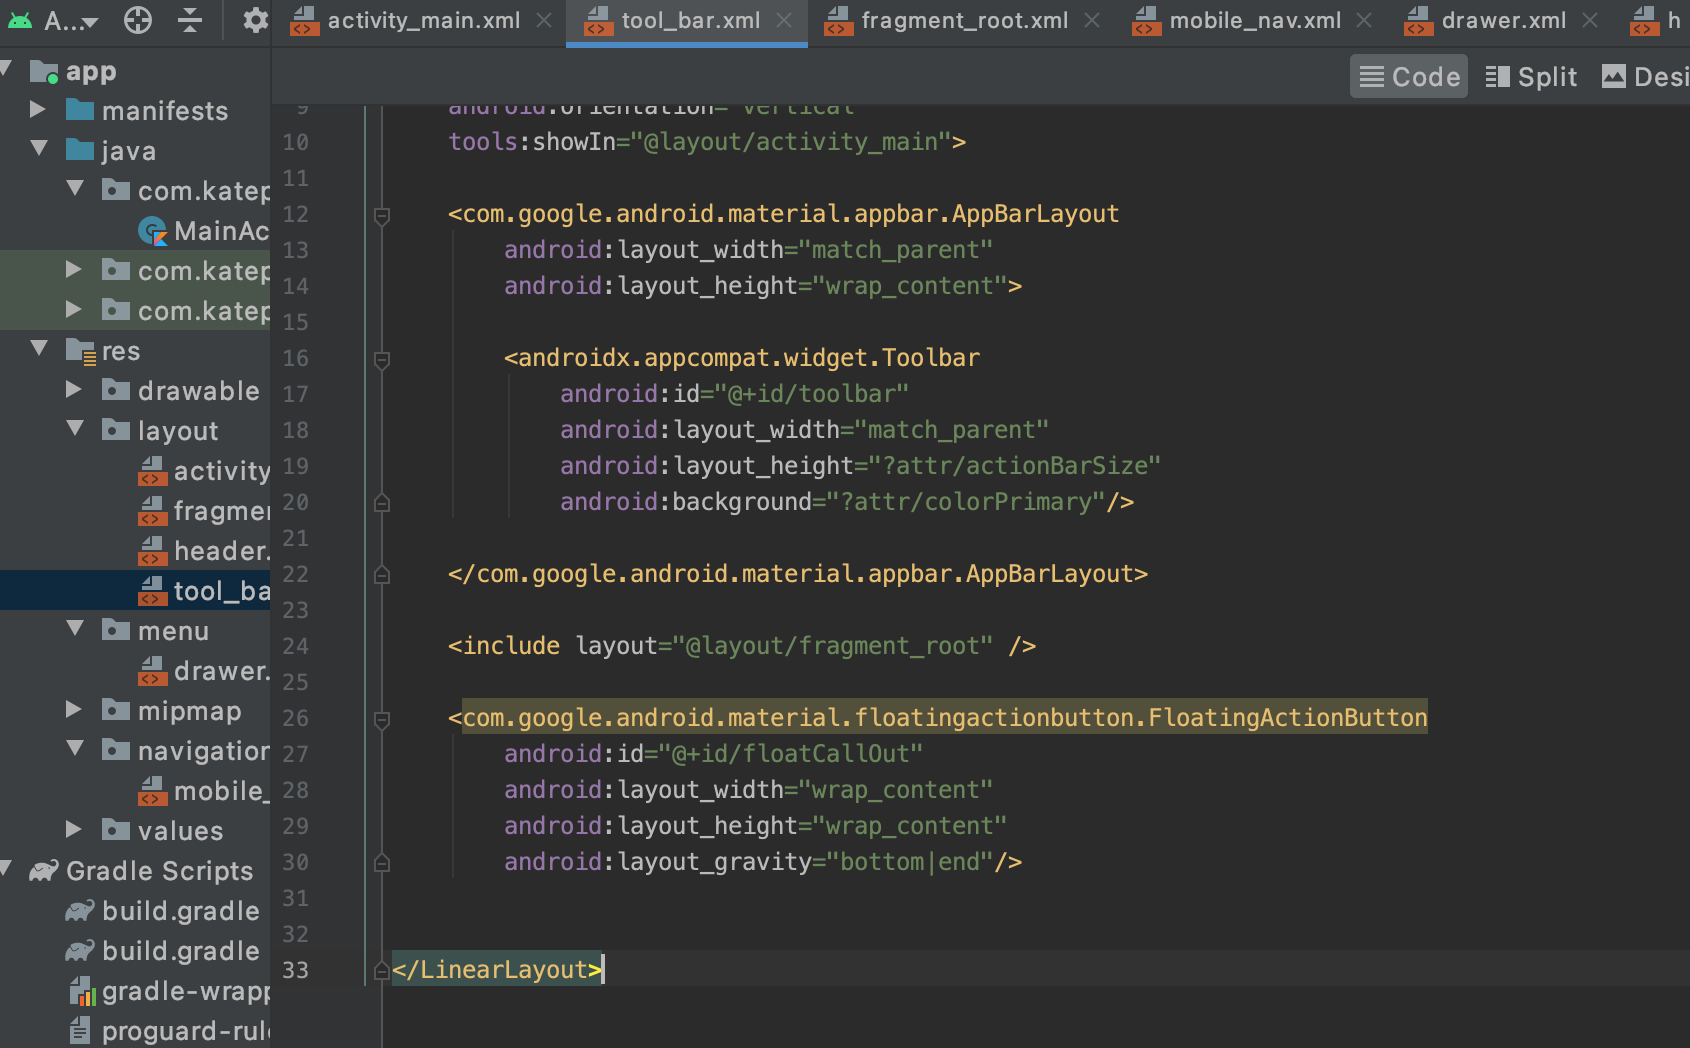 A...
activity_main.xml
tool_bar.xml
fragment_root.xml
mobile_nav.xml
drawer.xml
h
app
manifests
java
com.katep
MainAc
com.katep
com.katep
res
drawable
layout
activity
fragmen
header.
tool_ba
menu
drawer.
mipmap
navigation
mobile_
values
Gradle Scripts
build.gradle
build.gradle
gradle-wrapp
proguard-rule
Code
Split
Desi
9 android:orientation="vertical"
10 tools:showIn="@layout/activity_main">
11
12 <com.google.android.material.appbar.AppBarLayout
13 android:layout_width="match_parent"
14 android:layout_height="wrap_content">
15
16 <androidx.appcompat.widget.Toolbar
17 android:id="@+id/toolbar"
18 android:layout_width="match_parent"
19 android:layout_height="?attr/actionBarSize"
20 android:background="?attr/colorPrimary"/>
21
22 </com.google.android.material.appbar.AppBarLayout>
23
24 <include layout="@layout/fragment_root" />
25
26 <com.google.android.material.floatingactionbutton.FloatingActionButton
27 android:id="@+id/floatCallOut"
28 android:layout_width="wrap_content"
29 android:layout_height="wrap_content"
30 android:layout_gravity="bottom|end"/>
31
32
33 </LinearLayout>